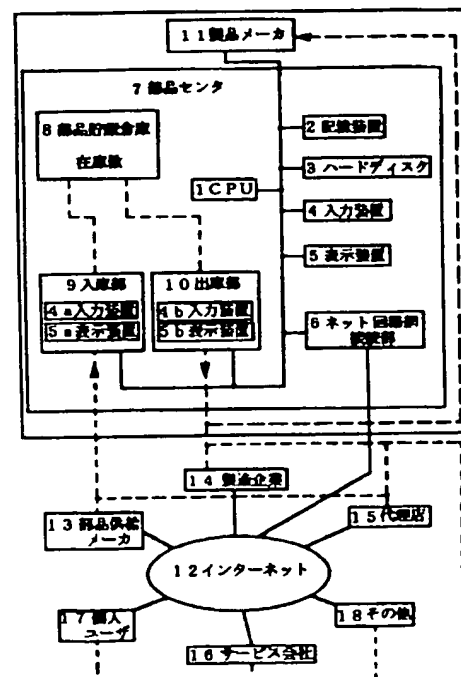 11製品メーカ
7部品センタ
8部品貯蔵倉庫
在庫数
2記憶装置
3ハードディスク
1CPU
4入力装置
5表示装置
9入庫部
4a入力装置
5a表示装置
10出庫部
4b入力装置
5b表示装置
6ネット回路網
接続部
14製造企業
13部品供給
メーカ
15代理店
12インターネット
17個人
ユーザ
18その他
16サービス会社